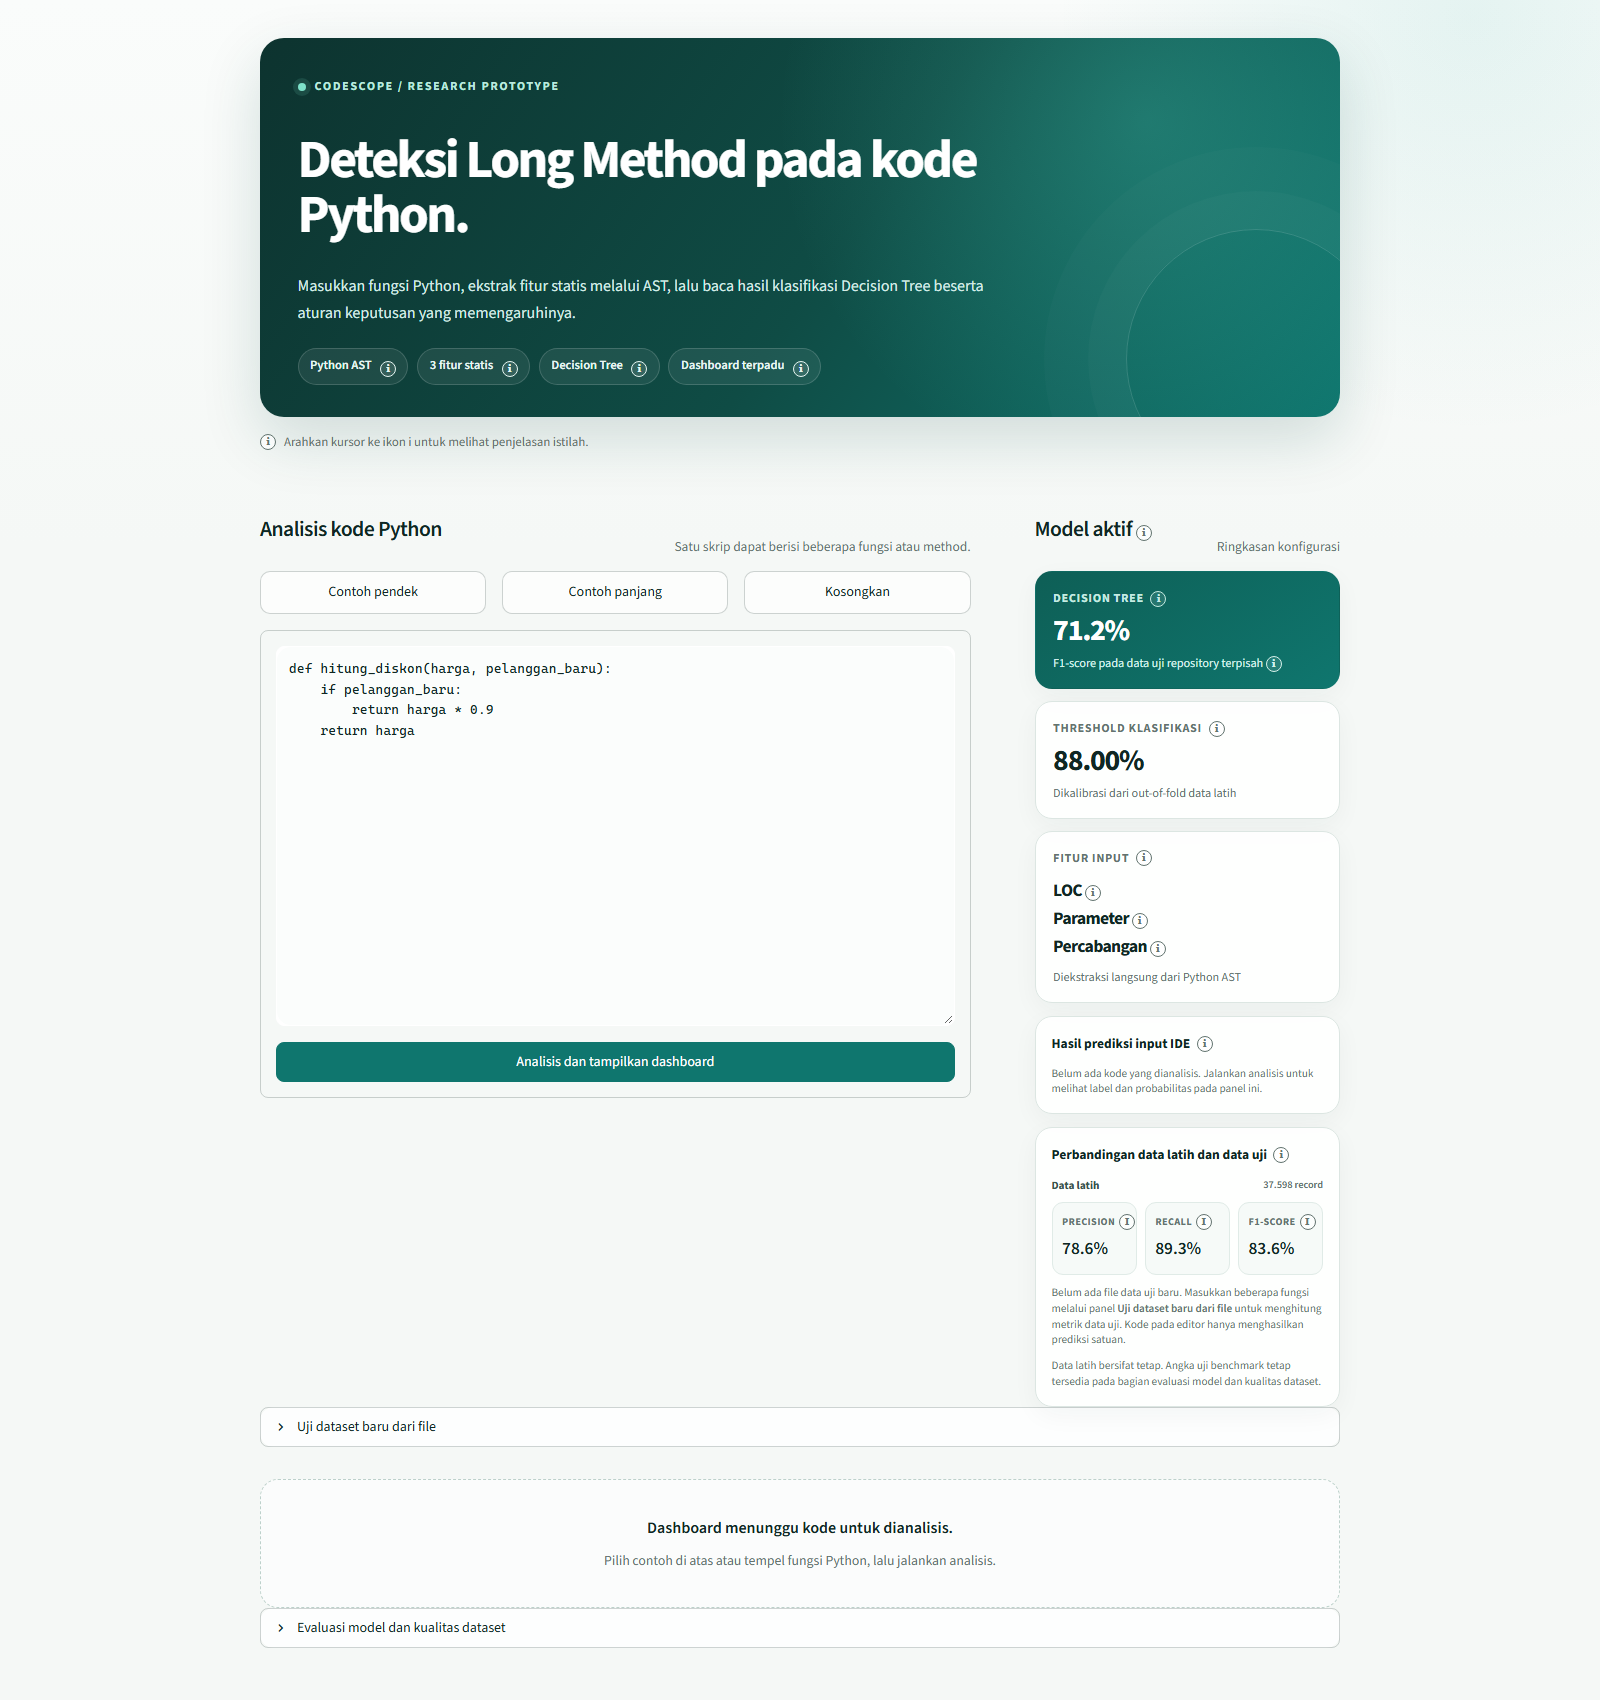 CODESCOPE / RESEARCH PROTOTYPE
Deteksi Long Method pada kode
Python.
Masukkan fungsi Python, ekstrak fitur statis melalui AST, lalu baca hasil klasifikasi Decision Tree beserta
aturan keputusan yang memengaruhinya.
Python AST i
3 fitur statis i
Decision Tree i
Dashboard terpadu i
i Arahkan kursor ke ikon i untuk melihat penjelasan istilah.
Analisis kode Python
Satu skrip dapat berisi beberapa fungsi atau method.
Contoh pendek
Contoh panjang
Kosongkan
def hitung_diskon(harga, pelanggan_baru):
    if pelanggan_baru:
        return harga * 0.9
    return harga
Analisis dan tampilkan dashboard
Model aktif i
Ringkasan konfigurasi
DECISION TREE i
71.2%
F1-score pada data uji repository terpisah i
THRESHOLD KLASIFIKASI i
88.00%
Dikalibrasi dari out-of-fold data latih
FITUR INPUT i
LOC i
Parameter i
Percabangan i
Diekstraksi langsung dari Python AST
Hasil prediksi input IDE i
Belum ada kode yang dianalisis. Jalankan analisis untuk
melihat label dan probabilitas pada panel ini.
Perbandingan data latih dan data uji i
Data latih
37.598 record
PRECISION I
78.6%
RECALL I
89.3%
F1-SCORE I
83.6%
Belum ada file data uji baru. Masukkan beberapa fungsi
melalui panel Uji dataset baru dari file untuk menghitung
metrik data uji. Kode pada editor hanya menghasilkan
prediksi satuan.
Data latih bersifat tetap. Angka uji benchmark tetap
tersedia pada bagian evaluasi model dan kualitas dataset.
Uji dataset baru dari file
Dashboard menunggu kode untuk dianalisis.
Pilih contoh di atas atau tempel fungsi Python, lalu jalankan analisis.
Evaluasi model dan kualitas dataset